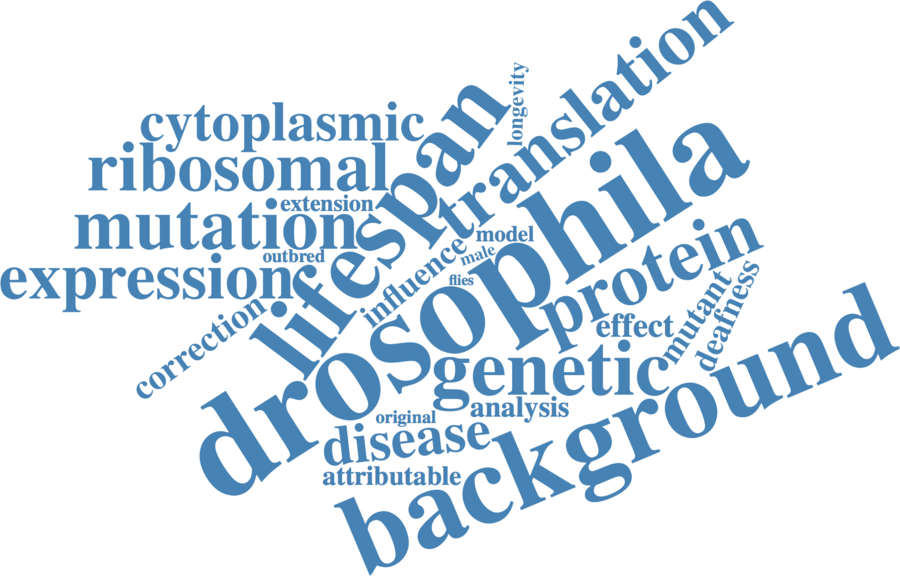 translation
longevity
lifespan
cytoplasmic
ribosomal
drosophila
extension
mutation
model
outbred
male
influence
flies
expression
protein
mutant
deafness
effect
correction
genetic
background
analysis
original
disease
attributable